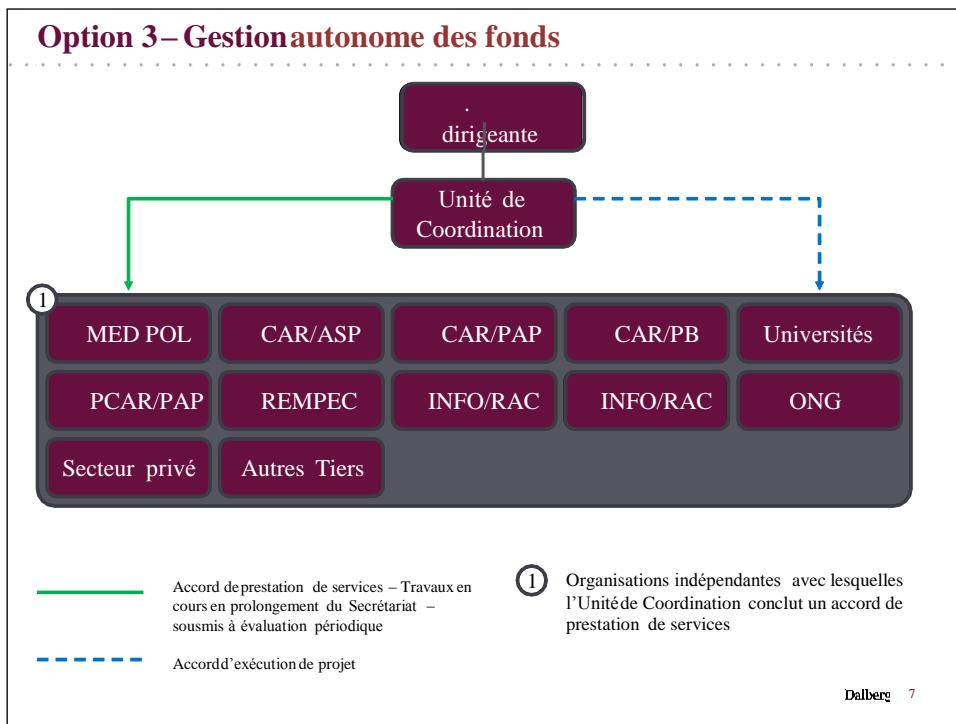 Option 3 – Gestion autonome des fonds
.
dirigeante
Unité de
Coordination
1
MED POL
CAR/ASP
CAR/PAP
CAR/PB
Universités
PCAR/PAP
REMPEC
INFO/RAC
INFO/RAC
ONG
Secteur privé
Autres Tiers
Accord de prestation de services – Travaux en
cours en prolongement du Secrétariat –
sousmis à évaluation périodique
Accord d'exécution de projet
1
Organisations indépendantes avec lesquelles
l'Unité de Coordination conclut un accord de
prestation de services
Dalberg 7